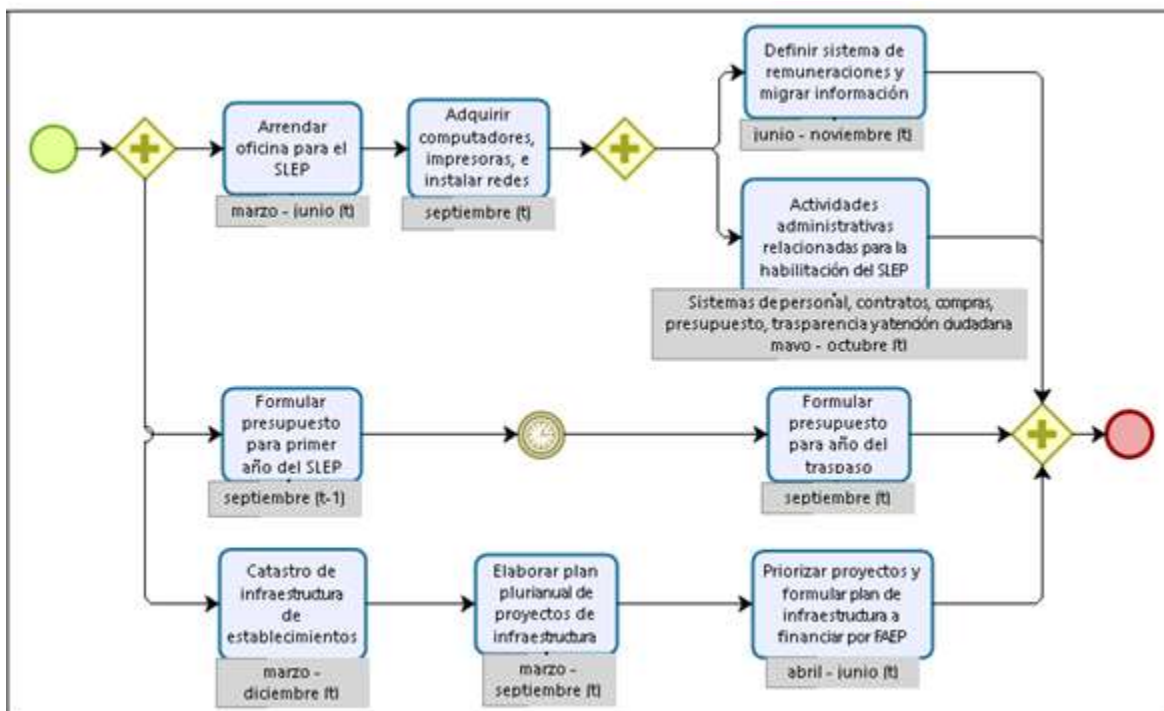 Definir sistema de
remuneraciones y
migrar información
junio - noviembre (t)
Arrendar
oficina para el
SLEP
marzo - junio (t)
Adquirir
computadores,
impresoras, e
instalar redes
septiembre (t)
Actividades
administrativas
relacionadas para la
habilitación del SLEP
Sistemas de personal, contratos, compras,
presupuesto, trasparencia y atención ciudadana
mayo - octubre (t)
Formular
presupuesto
para primer
año del SLEP
septiembre (t-1)
Formular
presupuesto
para año del
traspaso
septiembre (t)
Catastro de
infraestructura
de
establecimientos
marzo -
diciembre (t)
Elaborar plan
plurianual de
proyectos de
infraestructura
marzo -
septiembre (t)
Priorizar proyectos y
formular plan de
infraestructura a
financiar por FAEP
abril - junio (t)